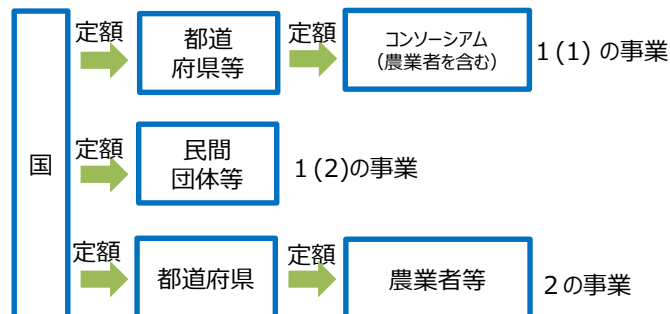 定額
都道
府県等
定額
コンソーシアム
（農業者を含む）
１(１) の事業
国
定額
民間
団体等
１(２)の事業
定額
都道府県
定額
農業者等
２の事業